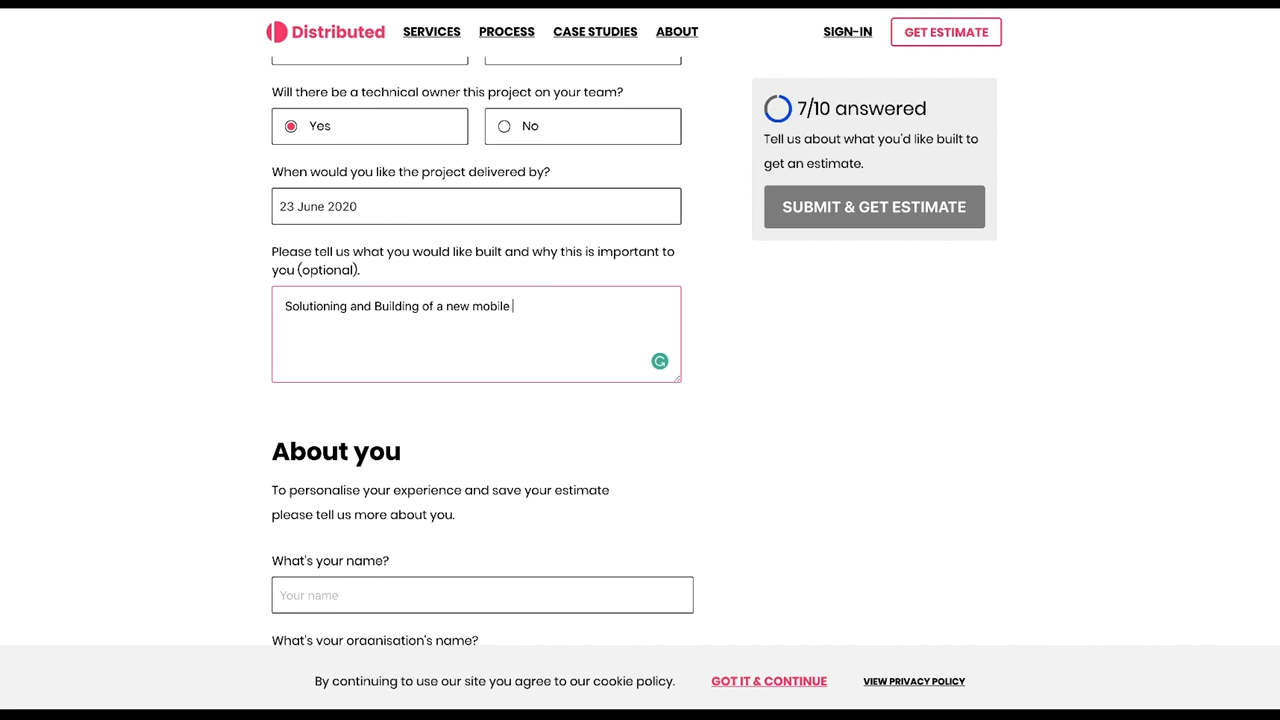 Distributed SERVICES PROCESS CASE STUDIES ABOUT SIGN-IN GET ESTIMATE
Will there be a technical owner this project on your team?
Yes No
When would you like the project delivered by?
23 June 2020
Please tell us what you would like built and why this is important to
you (optional).
Solutioning and Building of a new mobile
7/10 answered
Tell us about what you'd like built to
get an estimate.
SUBMIT & GET ESTIMATE
About you
To personalise your experience and save your estimate
please tell us more about you.
What's your name?
Your name
What's your organisation's name?
By continuing to use our site you agree to our cookie policy. GOT IT & CONTINUE VIEW PRIVACY POLICY